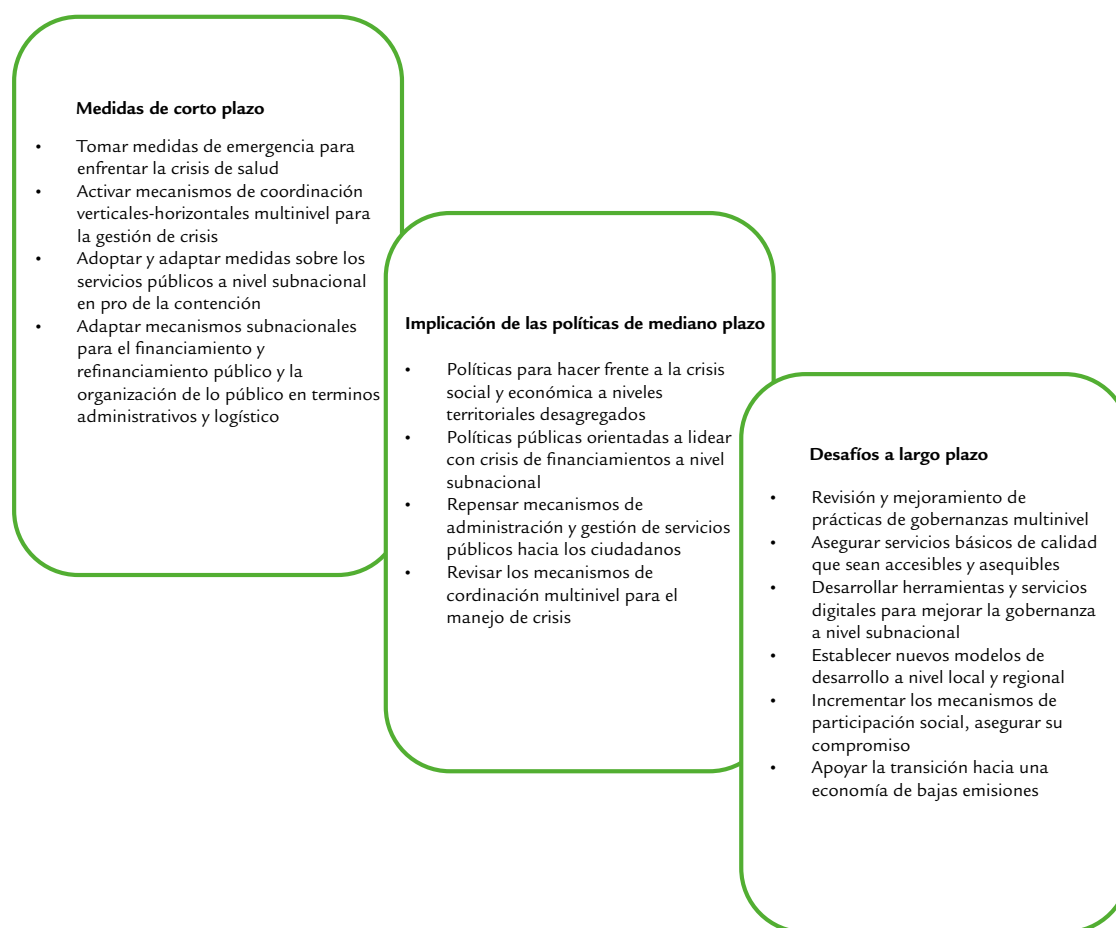 Medidas de corto plazo
• Tomar medidas de emergencia para
enfrentar la crisis de salud
• Activar mecanismos de coordinación
verticales-horizontales multinivel para
la gestión de crisis
• Adoptar y adaptar medidas sobre los
servicios públicos a nivel subnacional
en pro de la contención
• Adaptar mecanismos subnacionales
para el financiamiento y
refinanciamiento público y la
organización de lo público en terminos
administrativos y logístico
Implicación de las políticas de mediano plazo
• Políticas para hacer frente a la crisis
social y económica a niveles
territoriales desagregados
• Políticas públicas orientadas a lidear
con crisis de financiamientos a nivel
subnacional
• Repensar mecanismos de
administración y gestión de servicios
públicos hacia los ciudadanos
• Revisar los mecanismos de
cordinación multinivel para el
manejo de crisis
Desafíos a largo plazo
• Revisión y mejoramiento de
prácticas de gobernanzas multinivel
• Asegurar servicios básicos de calidad
que sean accesibles y asequibles
• Desarrollar herramientas y servicios
digitales para mejorar la gobernanza
a nivel subnacional
• Establecer nuevos modelos de
desarrollo a nivel local y regional
• Incrementar los mecanismos de
participación social, asegurar su
compromiso
• Apoyar la transición hacia una
economía de bajas emisiones